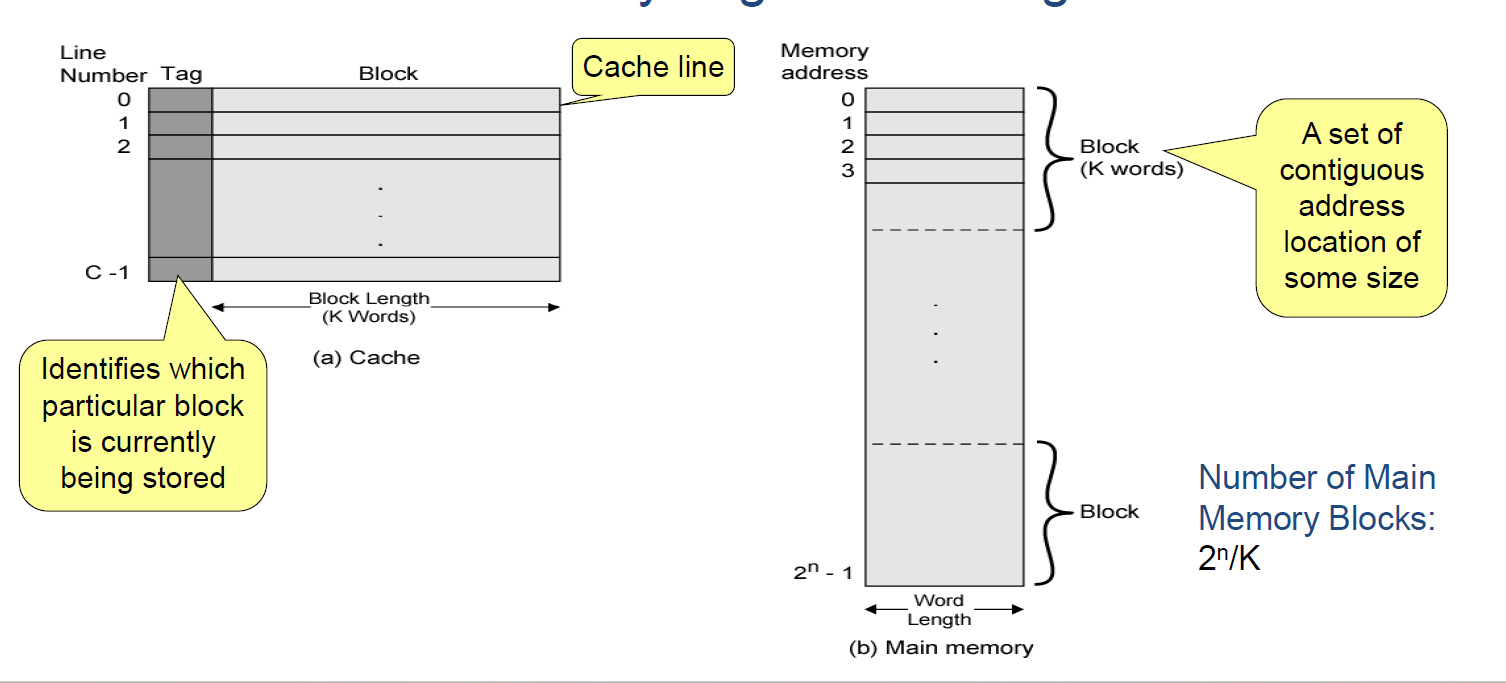 Line
Number Tag Block
0
1
2
C -1
Cache line
Block Length
(K Words)
(a) Cache
Identifies which
particular block
is currently
being stored
Memory
address
0
1
2
3
Block
(K words)
A set of
contiguous
address
location of
some size
Block
2ⁿ - 1
Word
Length
(b) Main memory
Number of Main
Memory Blocks:
2ⁿ/K